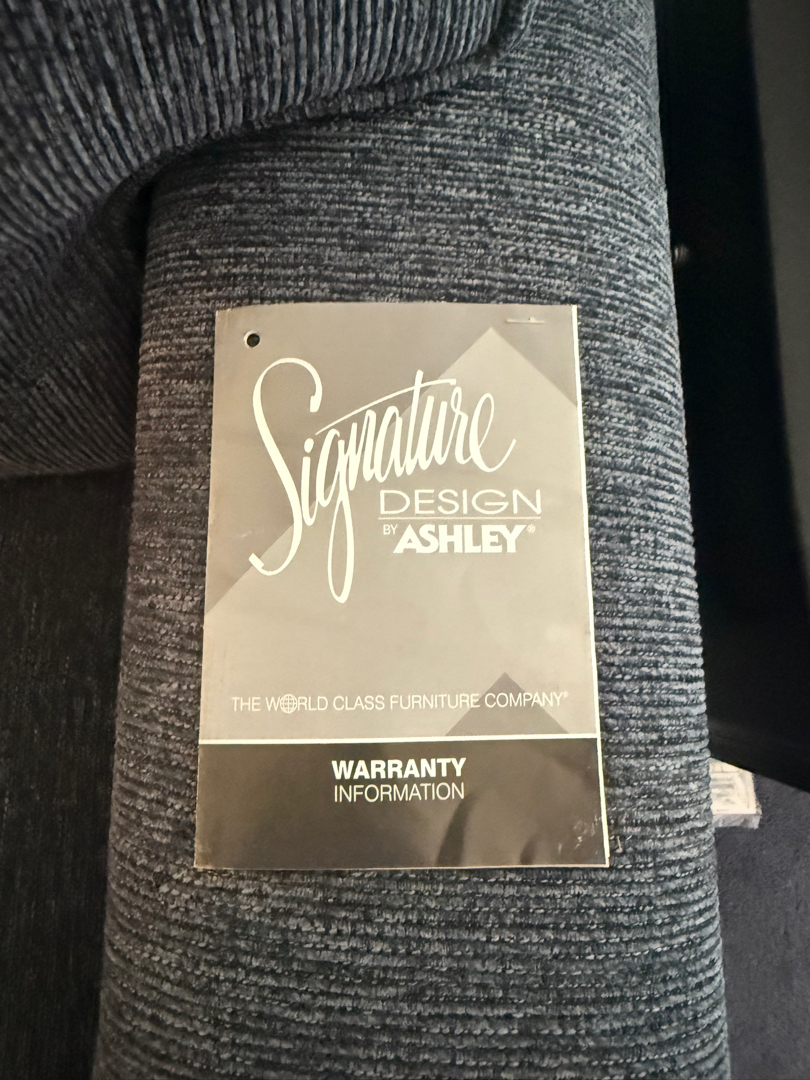 Signature
DESIGN
BY ASHLEY®
THE WORLD CLASS FURNITURE COMPANY®
WARRANTY
INFORMATION